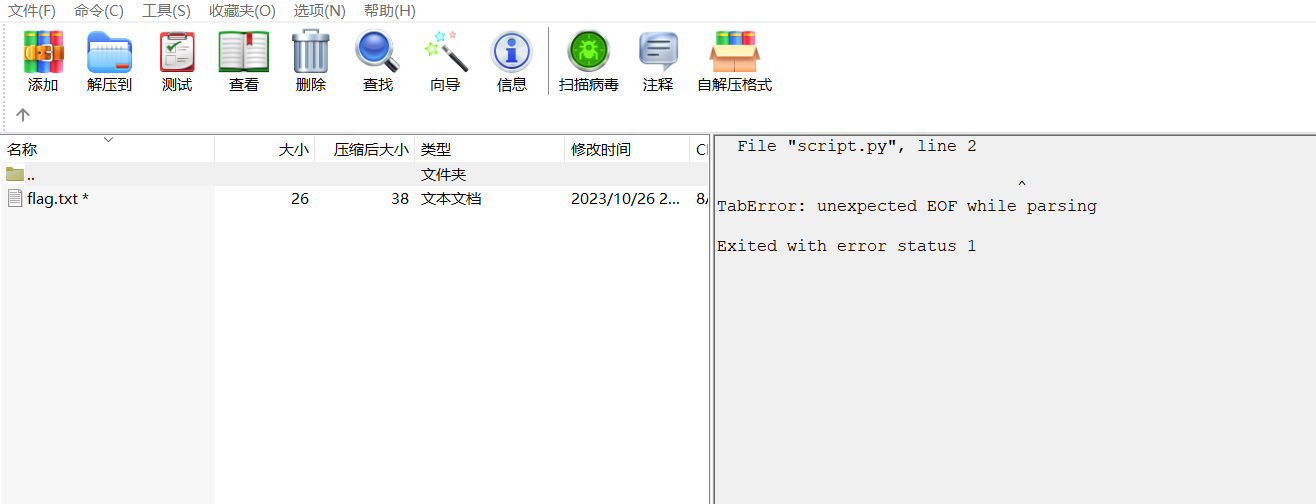 文件(F) 命令(C) 工具(S) 收藏夹(O) 选项(N) 帮助(H)
添加 解压到 测试 查看 删除 查找 向导 信息 扫描病毒 注释 自解压格式
名称 大小 压缩后大小 类型 修改时间
.. 文件夹
flag.txt * 26 38 文本文档 2023/10/26 2...
File "script.py", line 2
^
TabError: unexpected EOF while parsing
Exited with error status 1